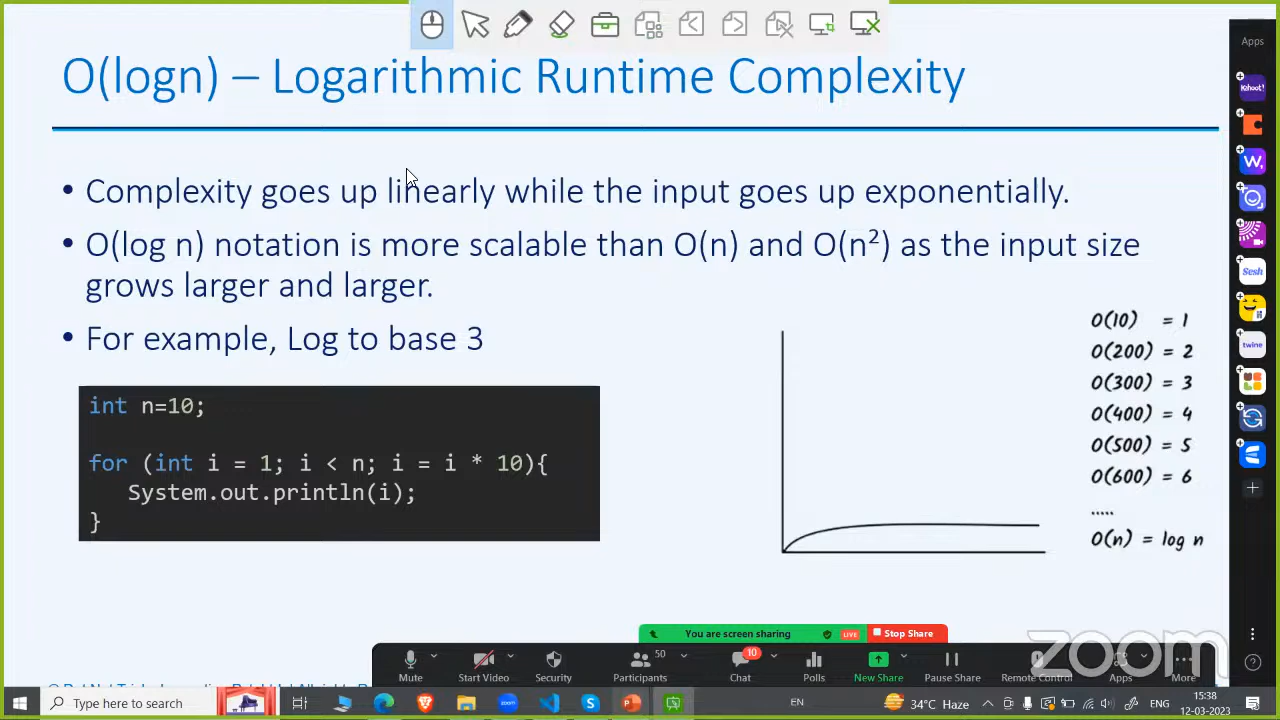 O(logn) – Logarithmic Runtime Complexity
Apps
Kahoot!
• Complexity goes up linearly while the input goes up exponentially.
• O(log n) notation is more scalable than O(n) and O(n²) as the input size
grows larger and larger.
Sesh
• For example, Log to base 3
twine
int n=10;
for (int i = 1; i < n; i = i * 10){
System.out.println(i);
}
O(10) = 1
O(200) = 2
O(300) = 3
O(400) = 4
O(500) = 5
O(600) = 6
.....
O(n) = log n
You are screen sharing
LIVE
Stop Share
zoom
50
10
Mute
Start Video
Security
Participants
Chat
Polls
New Share
Pause Share
Remote Control
Apps
More
Type here to search
zoom
EN
34°C Haze
ENG
15:38
12-03-2023